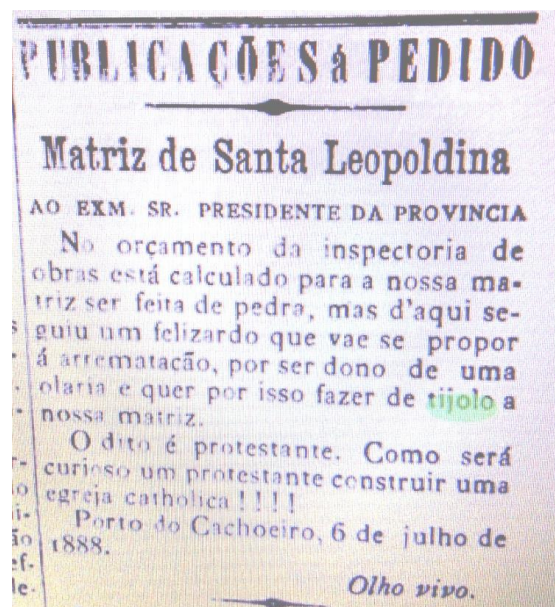 PUBLICAÇÕES á PEDIDO
Matriz de Santa Leopoldina
AO EXM. SR. PRESIDENTE DA PROVINCIA
No orçamento da inspectoria de
obras está calculado para a nossa ma-
triz ser feita de pedra, mas d'aqui se-
guiu um felizardo que vae se propor
á arrematacão, por ser dono de uma
olaria e quer por isso fazer de tijolo a
nossa matriz.
O dito é protestante. Como será
curioso um protestante construir uma
egreja catholica ! ! ! !
Porto do Cachoeiro, 6 de julho de
1888.
Olho vivo.